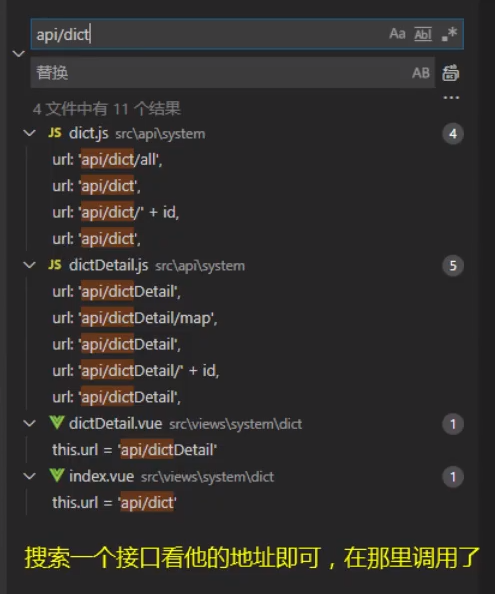 api/dict
Aa Abl .*
替换
AB
4 文件中有 11 个结果
JS dict.js src\api\system 4
url: 'api/dict/all',
url: 'api/dict',
url: 'api/dict/' + id,
url: 'api/dict',
JS dictDetail.js src\api\system 5
url: 'api/dictDetail',
url: 'api/dictDetail/map',
url: 'api/dictDetail',
url: 'api/dictDetail/' + id,
url: 'api/dictDetail',
dictDetail.vue src\views\system\dict 1
this.url = 'api/dictDetail'
index.vue src\views\system\dict 1
this.url = 'api/dict'
搜索一个接口看他的地址即可，在那里调用了